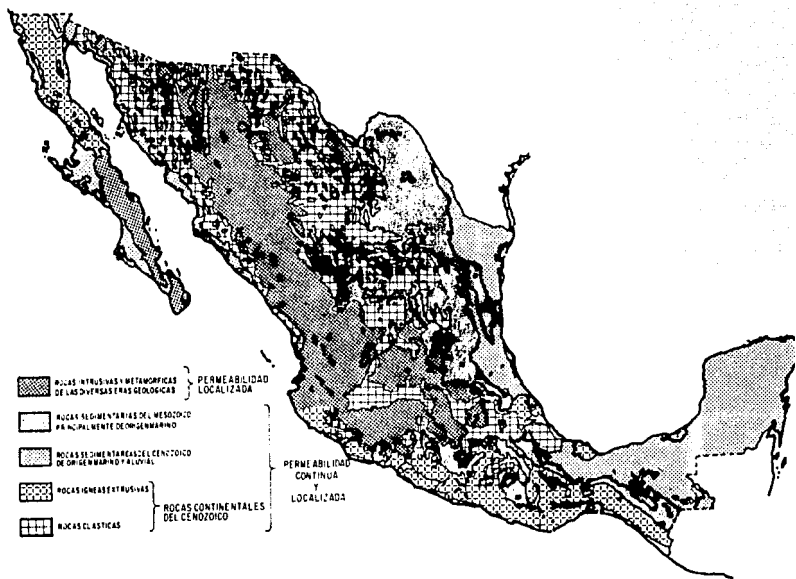 ROCAS INTRUSIVAS Y METAMORFICAS
DE LAS DIVERSAS ERAS GEOLOGICAS
PERMEABILIDAD
LOCALIZADA
ROCAS SEDIMENTARIAS DEL MESOZOICO
PRINCIPALMENTE DE ORIGEN MARINO
ROCAS SEDIMENTAREAS DEL CENOZOICO
DE ORIGEN MARINO Y ALUVIAL
ROCAS IGNEAS EXTRUSIVAS
ROCAS CLASTICAS
ROCAS CONTINENTALES
DEL CENOZOICO
PERMEABILIDAD
CONTINUA
Y
LOCALIZADA